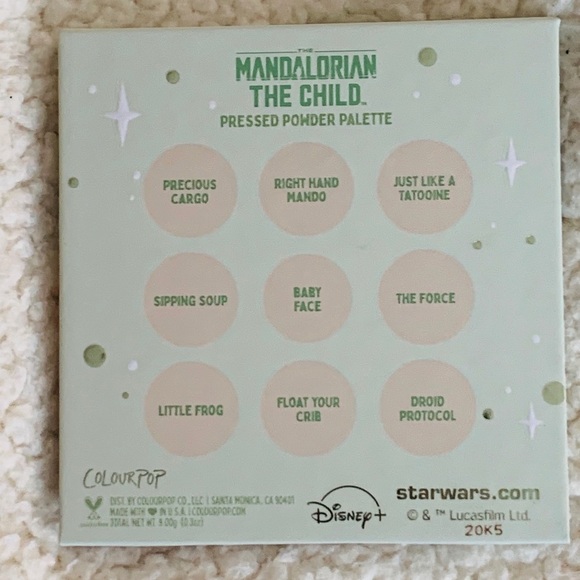 THE
MANDALORIAN
THE CHILD™
PRESSED POWDER PALETTE
PRECIOUS
CARGO
RIGHT HAND
MANDO
JUST LIKE A
TATOOINE
SIPPING SOUP
BABY
FACE
THE FORCE
LITTLE FROG
FLOAT YOUR
CRIB
DROID
PROTOCOL
COLOURPOP
DIST. BY COLOURPOP CO., LLC | SANTA MONICA, CA 90401
MADE WITH ♥ IN U.S.A. | COLOURPOP.COM
TOTAL NET WT 9.00g (0.3oz)
Disney+
starwars.com
© & ™ Lucasfilm Ltd.
20K5